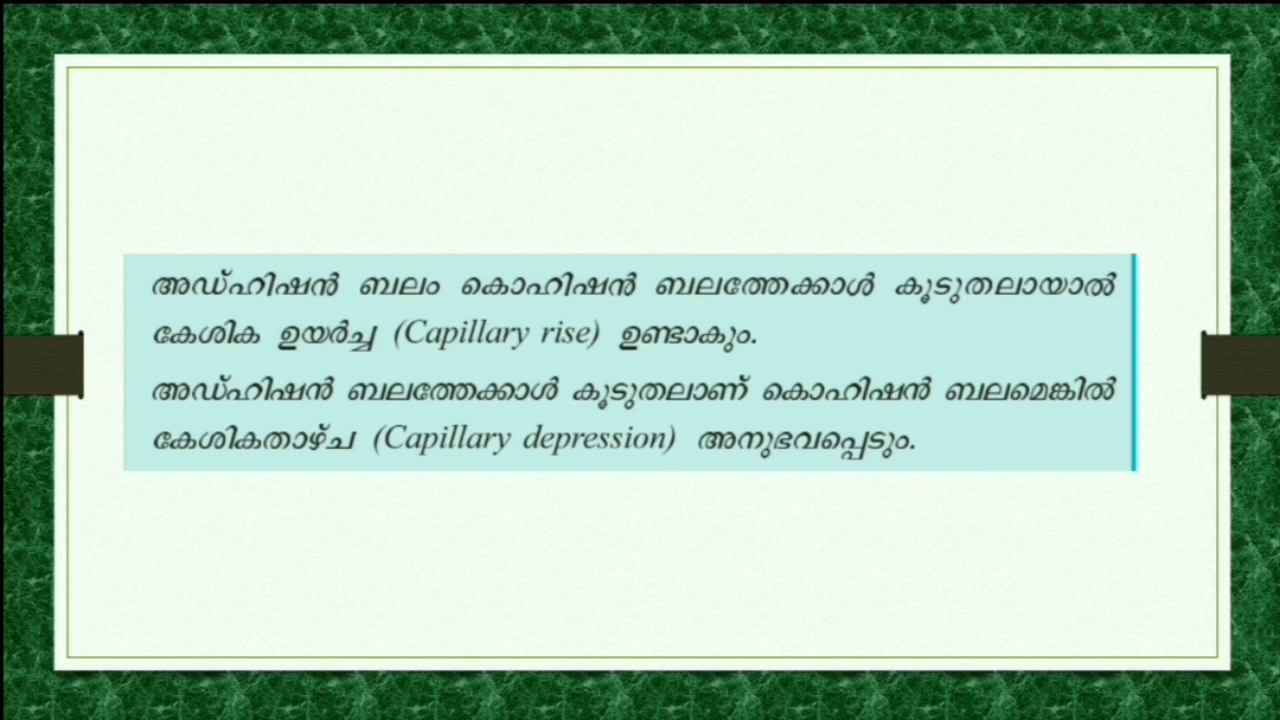 അഡ്ഹിഷൻ ബലം കൊഹിഷൻ ബലത്തേക്കാൾ കൂടുതലായാൽ
കേശിക ഉയർച്ച (Capillary rise) ഉണ്ടാകും.
അഡ്ഹിഷൻ ബലത്തേക്കാൾ കൂടുതലാണ് കൊഹിഷൻ ബലമെങ്കിൽ
കേശികതാഴ്ച (Capillary depression) അനുഭവപ്പെടും.